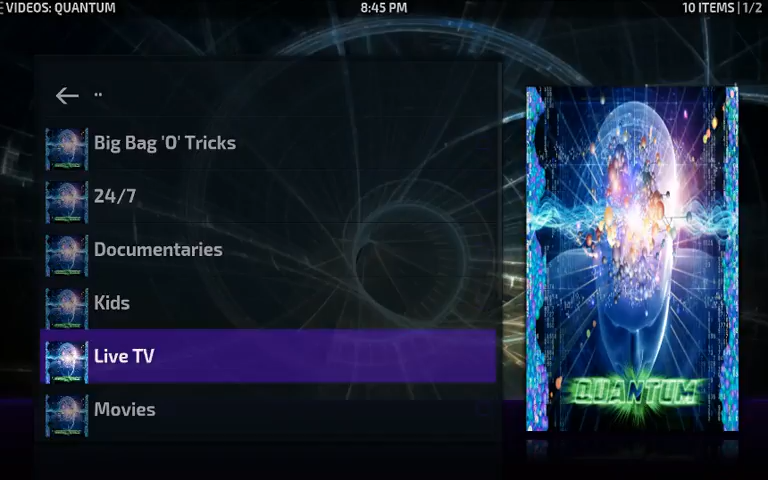 VIDEOS: QUANTUM
8:45 PM
10 ITEMS | 1/2
..
Big Bag 'O' Tricks
24/7
Documentaries
Kids
Live TV
Movies
QUANTUM